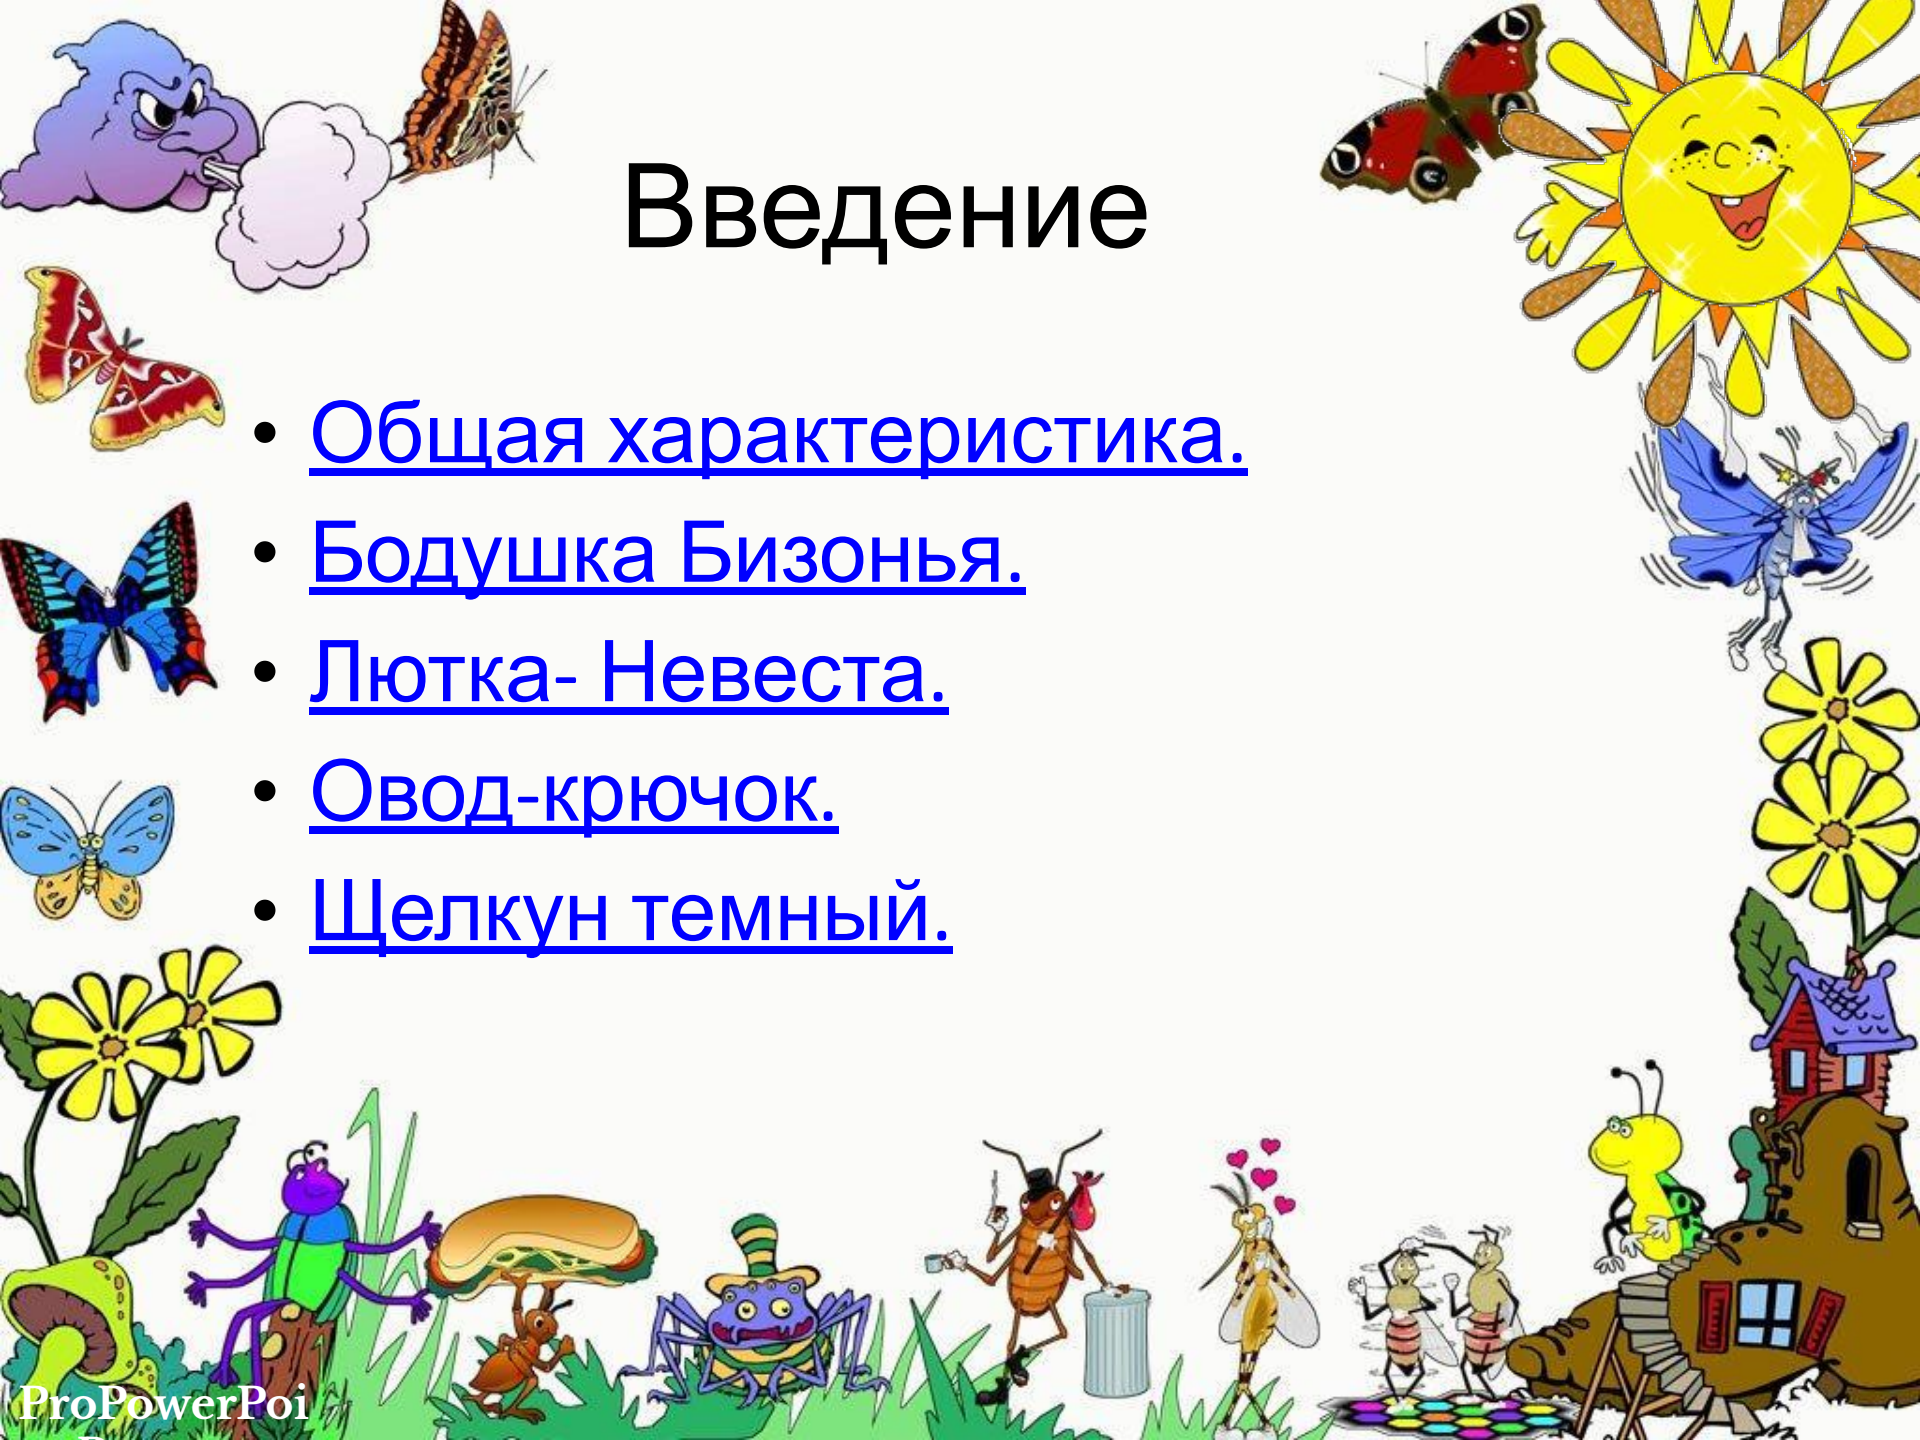 Введение
• Общая характеристика.
• Бодушка Бизонья.
• Лютка- Невеста.
• Овод-крючок.
• Щелкун темный.
ProPowerPoi